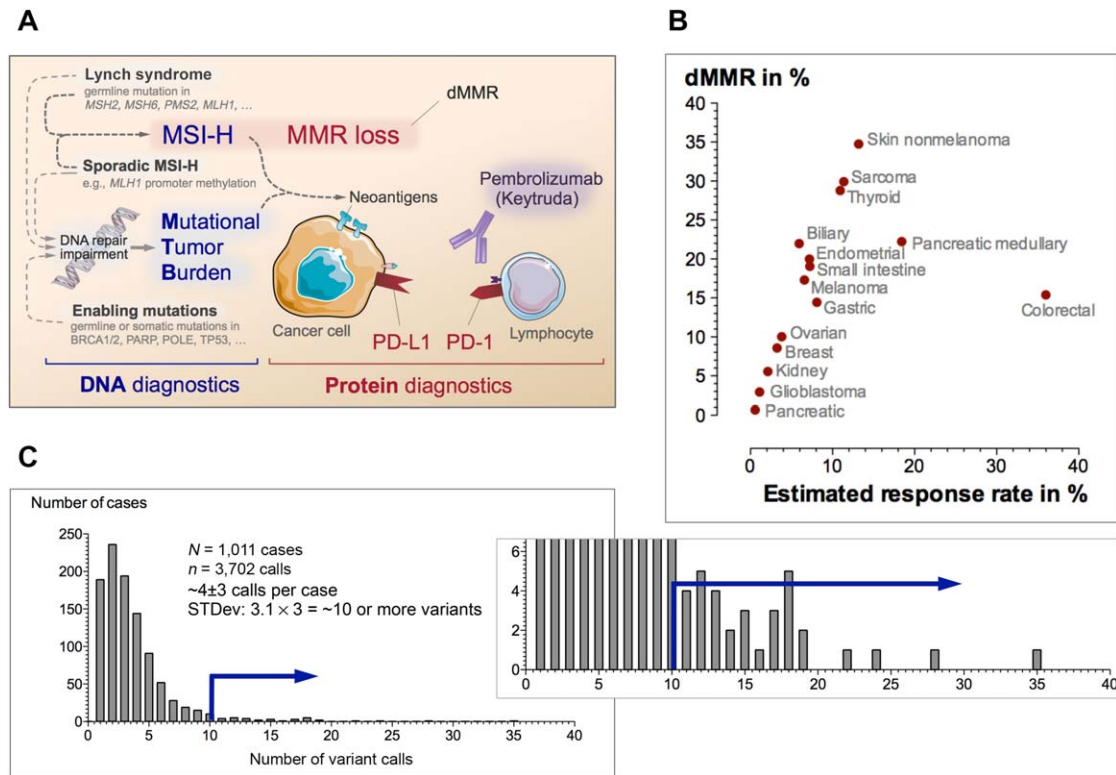 A
Lynch syndrome
germline mutation in
MSH2, MSH6, PMS2, MLH1, ...
dMMR
MSI-H
MMR loss
Sporadic MSI-H
e.g., MLH1 promoter methylation
Pembrolizumab
(Keytruda)
Neoantigens
DNA repair
impairment
Mutational
Tumor
Burden
Enabling mutations
germline or somatic mutations in
BRCA1/2, PARP, POLE, TP53, ...
Cancer cell
PD-L1
PD-1
Lymphocyte
DNA diagnostics
Protein diagnostics
B
dMMR in %
40
35
30
25
20
15
10
5
0
Skin nonmelanoma
Sarcoma
Thyroid
Biliary
Pancreatic medullary
Endometrial
Small intestine
Melanoma
Gastric
Colorectal
Ovarian
Breast
Kidney
Glioblastoma
Pancreatic
0 10 20 30 40
Estimated response rate in %
C
Number of cases
250
200
150
100
50
0
N = 1,011 cases
n = 3,702 calls
~4±3 calls per case
STDev: 3.1 × 3 = ~10 or more variants
0 5 10 15 20 25 30 35 40
Number of variant calls
6
4
2
0
0 5 10 15 20 25 30 35 40